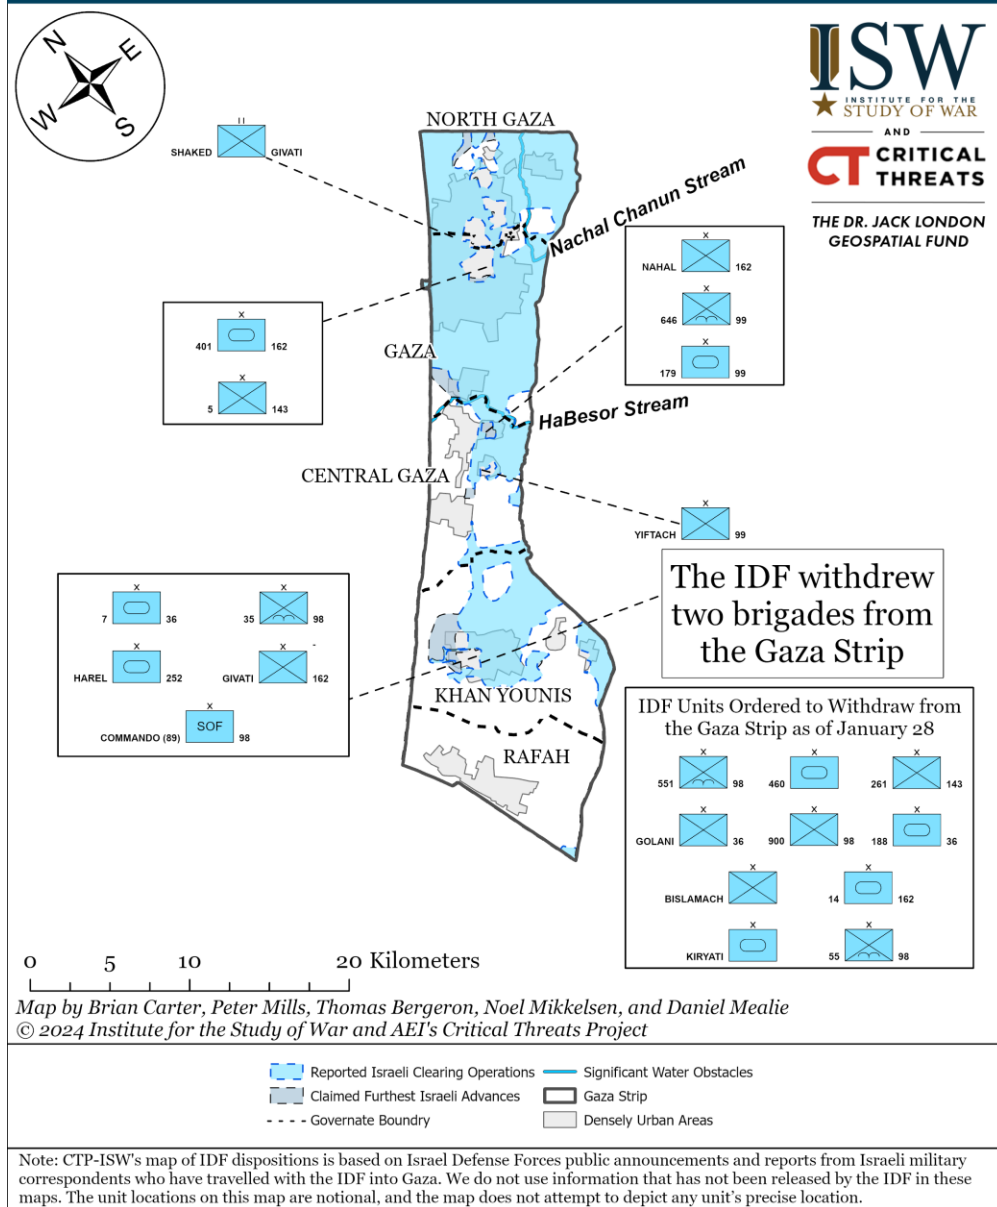 N
E
W
S
ISW
INSTITUTE FOR THE
STUDY OF WAR
AND
CT CRITICAL
THREATS
THE DR. JACK LONDON
GEOSPATIAL FUND
NORTH GAZA
II
SHAKED GIVATI
Nachal Chanun Stream
X
NAHAL 162
X
646 99
X
179 99
X
401 162
X
5 143
GAZA
HaBesor Stream
CENTRAL GAZA
X
YIFTACH 99
The IDF withdrew
two brigades from
the Gaza Strip
X X
7 36 35 98
X X
HAREL 252 GIVATI 162
X
SOF
COMMANDO (89) 98
KHAN YOUNIS
RAFAH
IDF Units Ordered to Withdraw from
the Gaza Strip as of January 28
X X X
551 98 460 261 143
X X X
GOLANI 36 900 98 188 36
X X
BISLAMACH 14 162
X X
KIRYATI 55 98
0 5 10 20 Kilometers
Map by Brian Carter, Peter Mills, Thomas Bergeron, Noel Mikkelsen, and Daniel Mealie
© 2024 Institute for the Study of War and AEI's Critical Threats Project
Reported Israeli Clearing Operations Significant Water Obstacles
Claimed Furthest Israeli Advances Gaza Strip
Governate Boundry Densely Urban Areas
Note: CTP-ISW's map of IDF dispositions is based on Israel Defense Forces public announcements and reports from Israeli military
correspondents who have travelled with the IDF into Gaza. We do not use information that has not been released by the IDF in these
maps. The unit locations on this map are notional, and the map does not attempt to depict any unit's precise location.